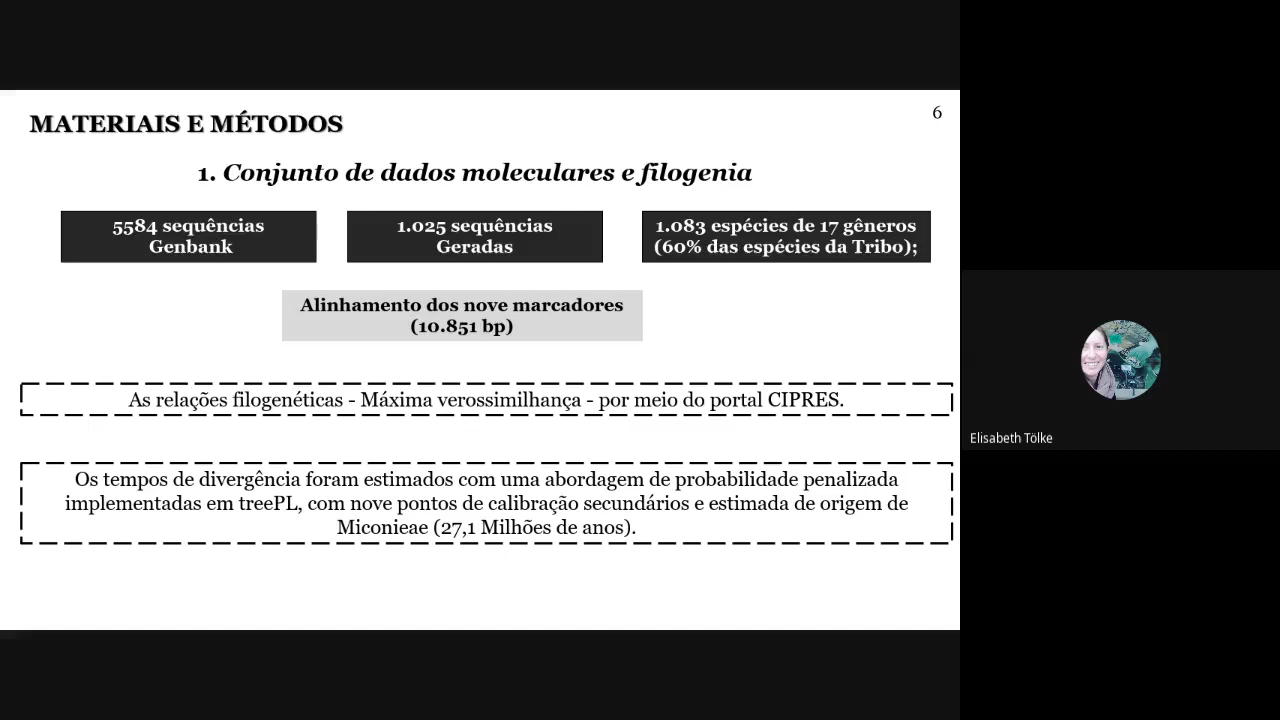 MATERIAIS E MÉTODOS
6
1. Conjunto de dados moleculares e filogenia
5584 sequências
Genbank
1.025 sequências
Geradas
1.083 espécies de 17 gêneros
(60% das espécies da Tribo);
Alinhamento dos nove marcadores
(10.851 bp)
As relações filogenéticas - Máxima verossimilhança - por meio do portal CIPRES.
Os tempos de divergência foram estimados com uma abordagem de probabilidade penalizada
implementadas em treePL, com nove pontos de calibração secundários e estimada de origem de
Miconieae (27,1 Milhões de anos).
Elisabeth Tölke